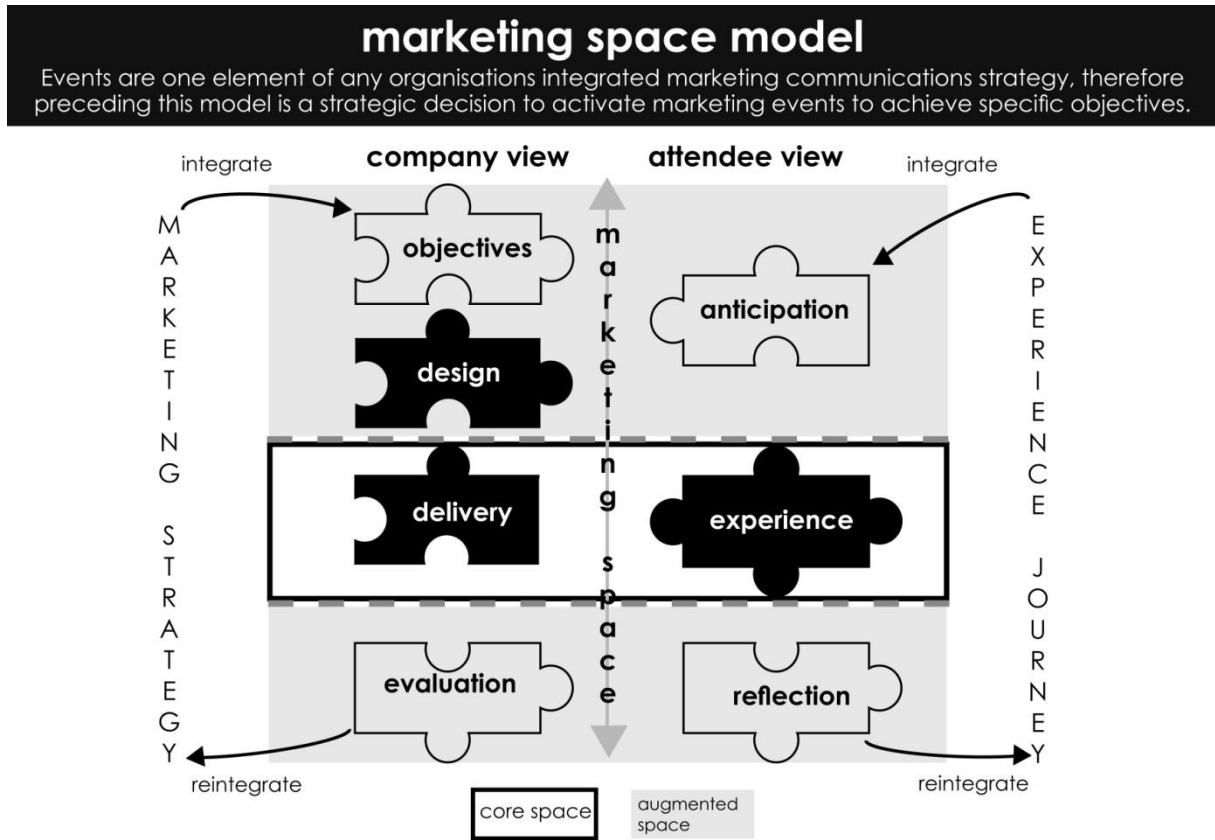 marketing space model
Events are one element of any organisations integrated marketing communications strategy, therefore
preceding this model is a strategic decision to activate marketing events to achieve specific objectives.
company view
attendee view
integrate
integrate
MARKETING STRATEGY
objectives
design
delivery
evaluation
marketing space
anticipation
experience
reflection
EXPERIENCE JOURNEY
reintegrate
reintegrate
core space
augmented
space